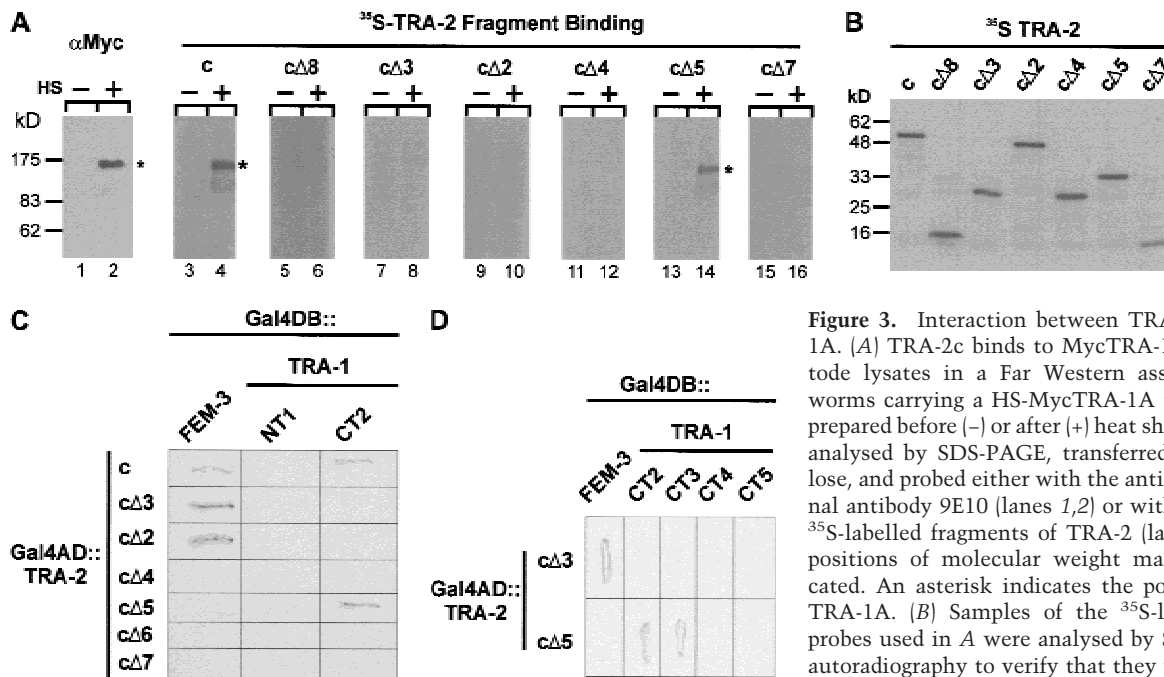 A
³⁵S-TRA-2 Fragment Binding
αMyc
c cΔ8 cΔ3 cΔ2 cΔ4 cΔ5 cΔ7
HS − + − + − + − + − + − + − + − +
kD
175
83
62
* * *
1 2 3 4 5 6 7 8 9 10 11 12 13 14 15 16
B
³⁵S TRA-2
c cΔ8 cΔ3 cΔ2 cΔ4 cΔ5 cΔ7
kD
62
48
33
25
16
C
Gal4DB::
TRA-1
FEM-3 NT1 CT2
Gal4AD::
TRA-2
c
cΔ3
cΔ2
cΔ4
cΔ5
cΔ6
cΔ7
D
Gal4DB::
TRA-1
FEM-3 CT2 CT3 CT4 CT5
Gal4AD::
TRA-2
cΔ3
cΔ5
Figure 3. Interaction between TRA
1A. (A) TRA-2c binds to MycTRA-1
tode lysates in a Far Western ass
worms carrying a HS-MycTRA-1A
prepared before (−) or after (+) heat sh
analysed by SDS-PAGE, transferred
lose, and probed either with the anti
nal antibody 9E10 (lanes 1,2) or with
³⁵S-labelled fragments of TRA-2 (la
positions of molecular weight ma
cated. An asterisk indicates the po
TRA-1A. (B) Samples of the ³⁵S-l
probes used in A were analysed by S
autoradiography to verify that they